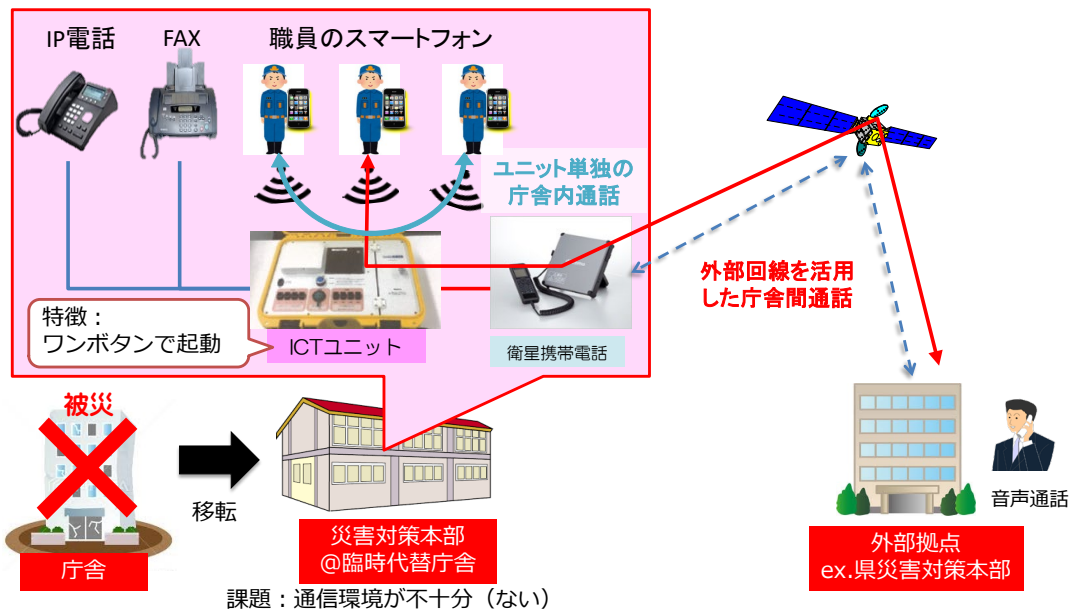 IP電話
FAX
職員のスマートフォン
ユニット単独の
庁舎内通話
特徴：
ワンボタンで起動
ICTユニット
衛星携帯電話
外部回線を活用
した庁舎間通話
被災
庁舎
移転
災害対策本部
@臨時代替庁舎
課題：通信環境が不十分（ない）
音声通話
外部拠点
ex.県災害対策本部